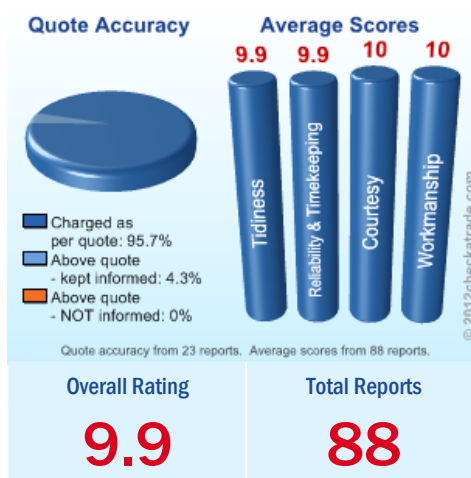 Quote Accuracy
Average Scores
9.9 9.9 10 10
Tidiness
Reliability & Timekeeping
Courtesy
Workmanship
Charged as
per quote: 95.7%
Above quote
- kept informed: 4.3%
Above quote
- NOT informed: 0%
© 2012checkatrade.com
Quote accuracy from 23 reports. Average scores from 88 reports.
Overall Rating
9.9
Total Reports
88